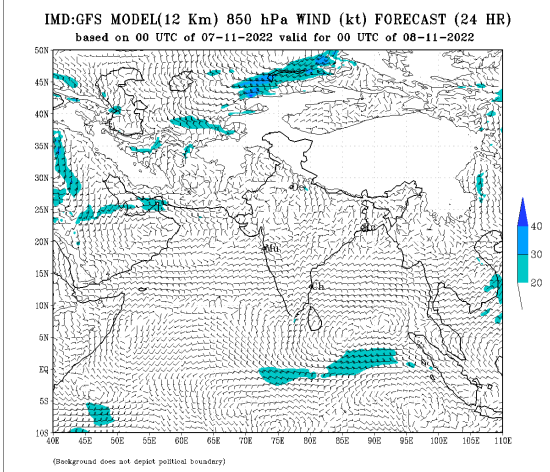 IMD:GFS MODEL(12 Km) 850 hPa WIND (kt) FORECAST (24 HR)
based on 00 UTC of 07-11-2022 valid for 00 UTC of 08-11-2022
50N
45N
40N
35N
30N
25N
20N
15N
10N
5N
EQ
5S
10S
40E 45E 50E 55E 60E 65E 70E 75E 80E 85E 90E 95E 100E 105E 110E
Mu
Ch
40
30
20
(Background does not depict political boundary)